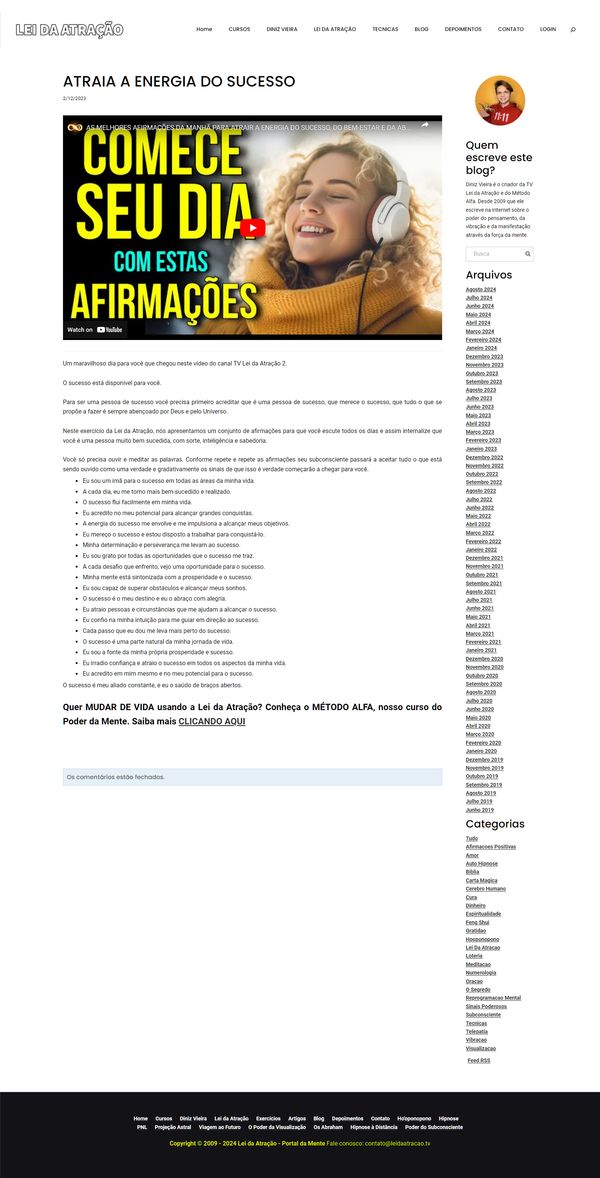 LEI DA ATRAÇÃO
Home CURSOS DINIZ VIEIRA LEI DA ATRAÇÃO TECNICAS BLOG DEPOIMENTOS CONTATO LOGIN
ATRAIA A ENERGIA DO SUCESSO
2/12/2023
AS MELHORES AFIRMAÇÕES DA MANHÃ PARA ATRAIR A ENERGIA DO SUCESSO, DO BEM-ESTAR E DA AB...
COMECE
SEU DIA
COM ESTAS
AFIRMAÇÕES
Watch on YouTube
Um maravilhoso dia para você que chegou neste vídeo do canal TV Lei da Atração 2.
O sucesso está disponível para você.
Para ser uma pessoa de sucesso você precisa primeiro acreditar que é uma pessoa de sucesso, que merece o sucesso, que tudo o que se
propõe a fazer é sempre abençoado por Deus e pelo Universo.
Neste exercício da Lei da Atração, nós apresentamos um conjunto de afirmações para que você escute todos os dias e assim internalize que
você é uma pessoa muito bem sucedida, com sorte, inteligência e sabedoria.
Você só precisa ouvir e meditar as palavras. Conforme repete e repete as afirmações seu subconsciente passará a aceitar tudo o que está
sendo ouvido como uma verdade e gradativamente os sinais de que isso é verdade começarão a chegar para você.
Eu sou um imã para o sucesso em todas as áreas da minha vida.
A cada dia, eu me torno mais bem-sucedido e realizado.
O sucesso flui facilmente em minha vida.
Eu acredito no meu potencial para alcançar grandes conquistas.
A energia do sucesso me envolve e me impulsiona a alcançar meus objetivos.
Eu mereço o sucesso e estou disposto a trabalhar para conquistá-lo.
Minha determinação e perseverança me levam ao sucesso.
Eu sou grato por todas as oportunidades que o sucesso me traz.
A cada desafio que enfrento, vejo uma oportunidade para o sucesso.
Minha mente está sintonizada com a prosperidade e o sucesso.
Eu sou capaz de superar obstáculos e alcançar meus sonhos.
O sucesso é o meu destino e eu o abraço com alegria.
Eu atraio pessoas e circunstâncias que me ajudam a alcançar o sucesso.
Eu confio na minha intuição para me guiar em direção ao sucesso.
Cada passo que eu dou me leva mais perto do sucesso.
O sucesso é uma parte natural da minha jornada de vida.
Eu sou a fonte da minha própria prosperidade e sucesso.
Eu irradio confiança e atraio o sucesso em todos os aspectos da minha vida.
Eu acredito em mim mesmo e no meu potencial para o sucesso.
O sucesso é meu aliado constante, e eu o saúdo de braços abertos.
Quer MUDAR DE VIDA usando a Lei da Atração? Conheça o MÉTODO ALFA, nosso curso do
Poder da Mente. Saiba mais CLICANDO AQUI
Os comentários estão fechados.
11:11
Quem
escreve este
blog?
Diniz Vieira é o criador da TV
Lei da Atração e do Método
Alfa. Desde 2009 que ele
escreve na Internet sobre o
poder do pensamento, da
vibração e da manifestação
através da força da mente.
Busca
Arquivos
Agosto 2024
Julho 2024
Junho 2024
Maio 2024
Abril 2024
Março 2024
Fevereiro 2024
Janeiro 2024
Dezembro 2023
Novembro 2023
Outubro 2023
Setembro 2023
Agosto 2023
Julho 2023
Junho 2023
Maio 2023
Abril 2023
Março 2023
Fevereiro 2023
Janeiro 2023
Dezembro 2022
Novembro 2022
Outubro 2022
Setembro 2022
Agosto 2022
Julho 2022
Junho 2022
Maio 2022
Abril 2022
Março 2022
Fevereiro 2022
Janeiro 2022
Dezembro 2021
Novembro 2021
Outubro 2021
Setembro 2021
Agosto 2021
Julho 2021
Junho 2021
Maio 2021
Abril 2021
Março 2021
Fevereiro 2021
Janeiro 2021
Dezembro 2020
Novembro 2020
Outubro 2020
Setembro 2020
Agosto 2020
Julho 2020
Junho 2020
Maio 2020
Abril 2020
Março 2020
Fevereiro 2020
Janeiro 2020
Dezembro 2019
Novembro 2019
Outubro 2019
Setembro 2019
Agosto 2019
Julho 2019
Junho 2019
Categorias
Tudo
Afirmacoes Positivas
Amor
Auto Hipnose
Biblia
Carta Magica
Cerebro Humano
Cura
Dinheiro
Espiritualidade
Feng Shui
Gratidao
Hooponopono
Lei Da Atracao
Loteria
Meditacao
Numerologia
Oracao
O Segredo
Reprogramacao Mental
Sinais Poderosos
Subconsciente
Tecnicas
Telepatia
Vibracao
Visualizacao
Feed RSS
Home Cursos Diniz Vieira Lei da Atração Exercícios Artigos Blog Depoimentos Contato Ho'oponopono Hipnose
PNL Projeção Astral Viagem ao Futuro O Poder da Visualização Os Abraham Hipnose à Distância Poder do Subconsciente
Copyright © 2009 - 2024 Lei da Atração - Portal da Mente Fale conosco: contato@leidaatracao.tv